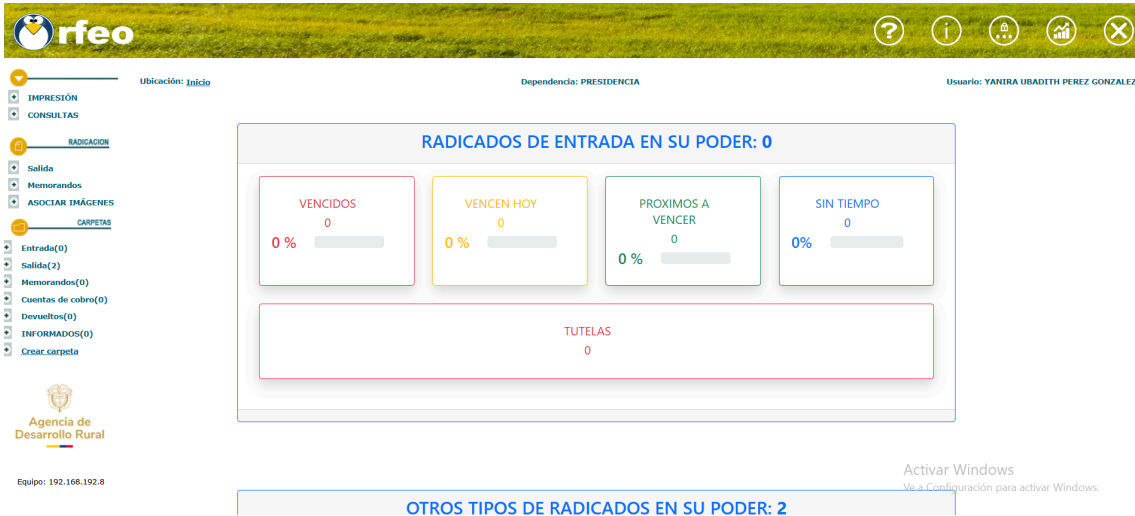 Orfeo
?
i
Ubicación: Inicio
Dependencia: PRESIDENCIA
Usuario: YANIRA UBADITH PEREZ GONZALEZ
IMPRESIÓN
CONSULTAS
RADICACION
Salida
Memorandos
ASOCIAR IMÁGENES
CARPETAS
Entrada(0)
Salida(2)
Memorandos(0)
Cuentas de cobro(0)
Devueltos(0)
INFORMADOS(0)
Crear carpeta
Agencia de
Desarrollo Rural
Equipo: 192.168.192.8
RADICADOS DE ENTRADA EN SU PODER: 0
VENCIDOS
0
0 %
VENCEN HOY
0
0 %
PROXIMOS A
VENCER
0
0 %
SIN TIEMPO
0
0%
TUTELAS
0
Activar Windows
Ve a Configuración para activar Windows.
OTROS TIPOS DE RADICADOS EN SU PODER: 2